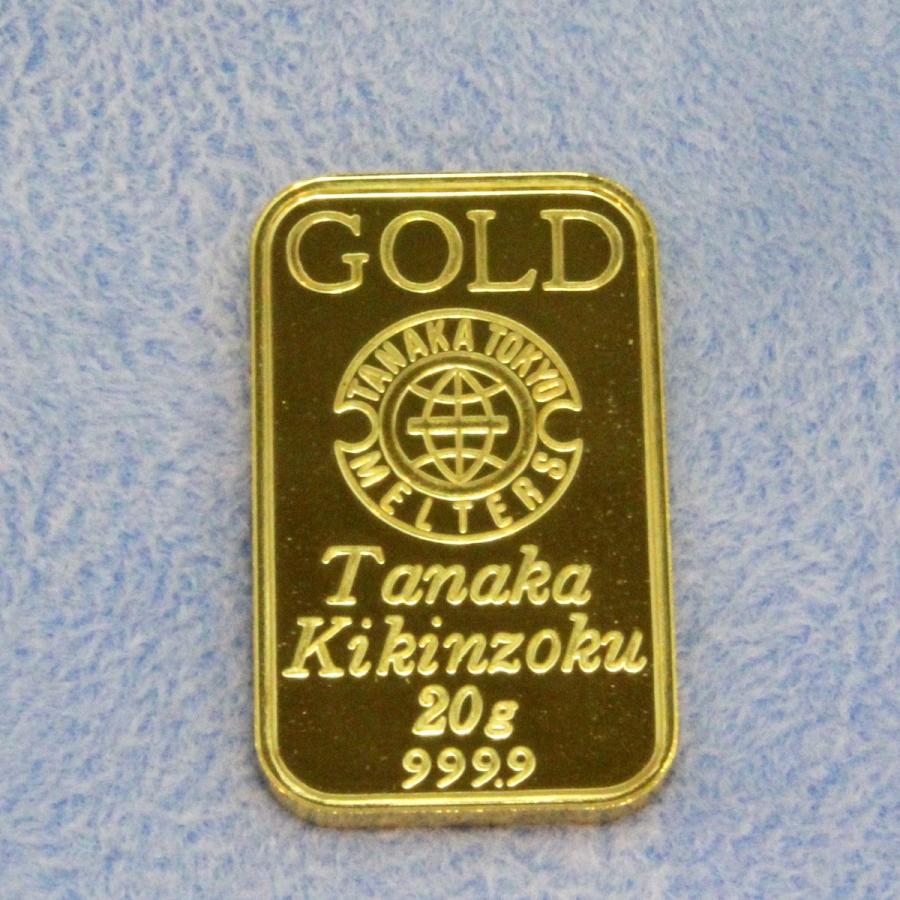 GOLD
TANAKA TOKYO
MELTERS
Tanaka
Kikinzoku
20g
999.9